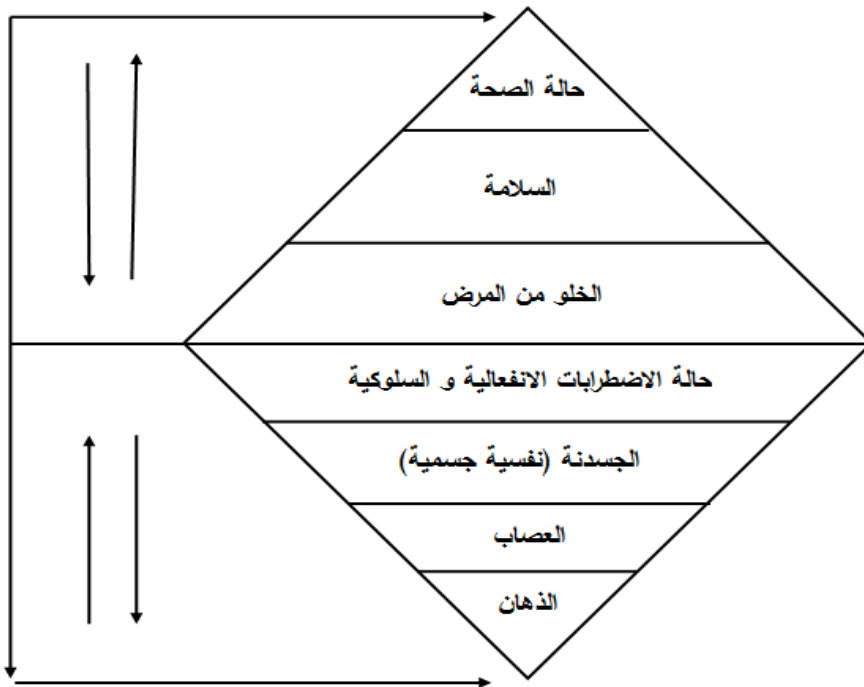 حالة الصحة
السلامة
الخلو من المرض
حالة الاضطرابات الانفعالية و السلوكية
الجسدنة (نفسية جسمية)
العصاب
الذهان